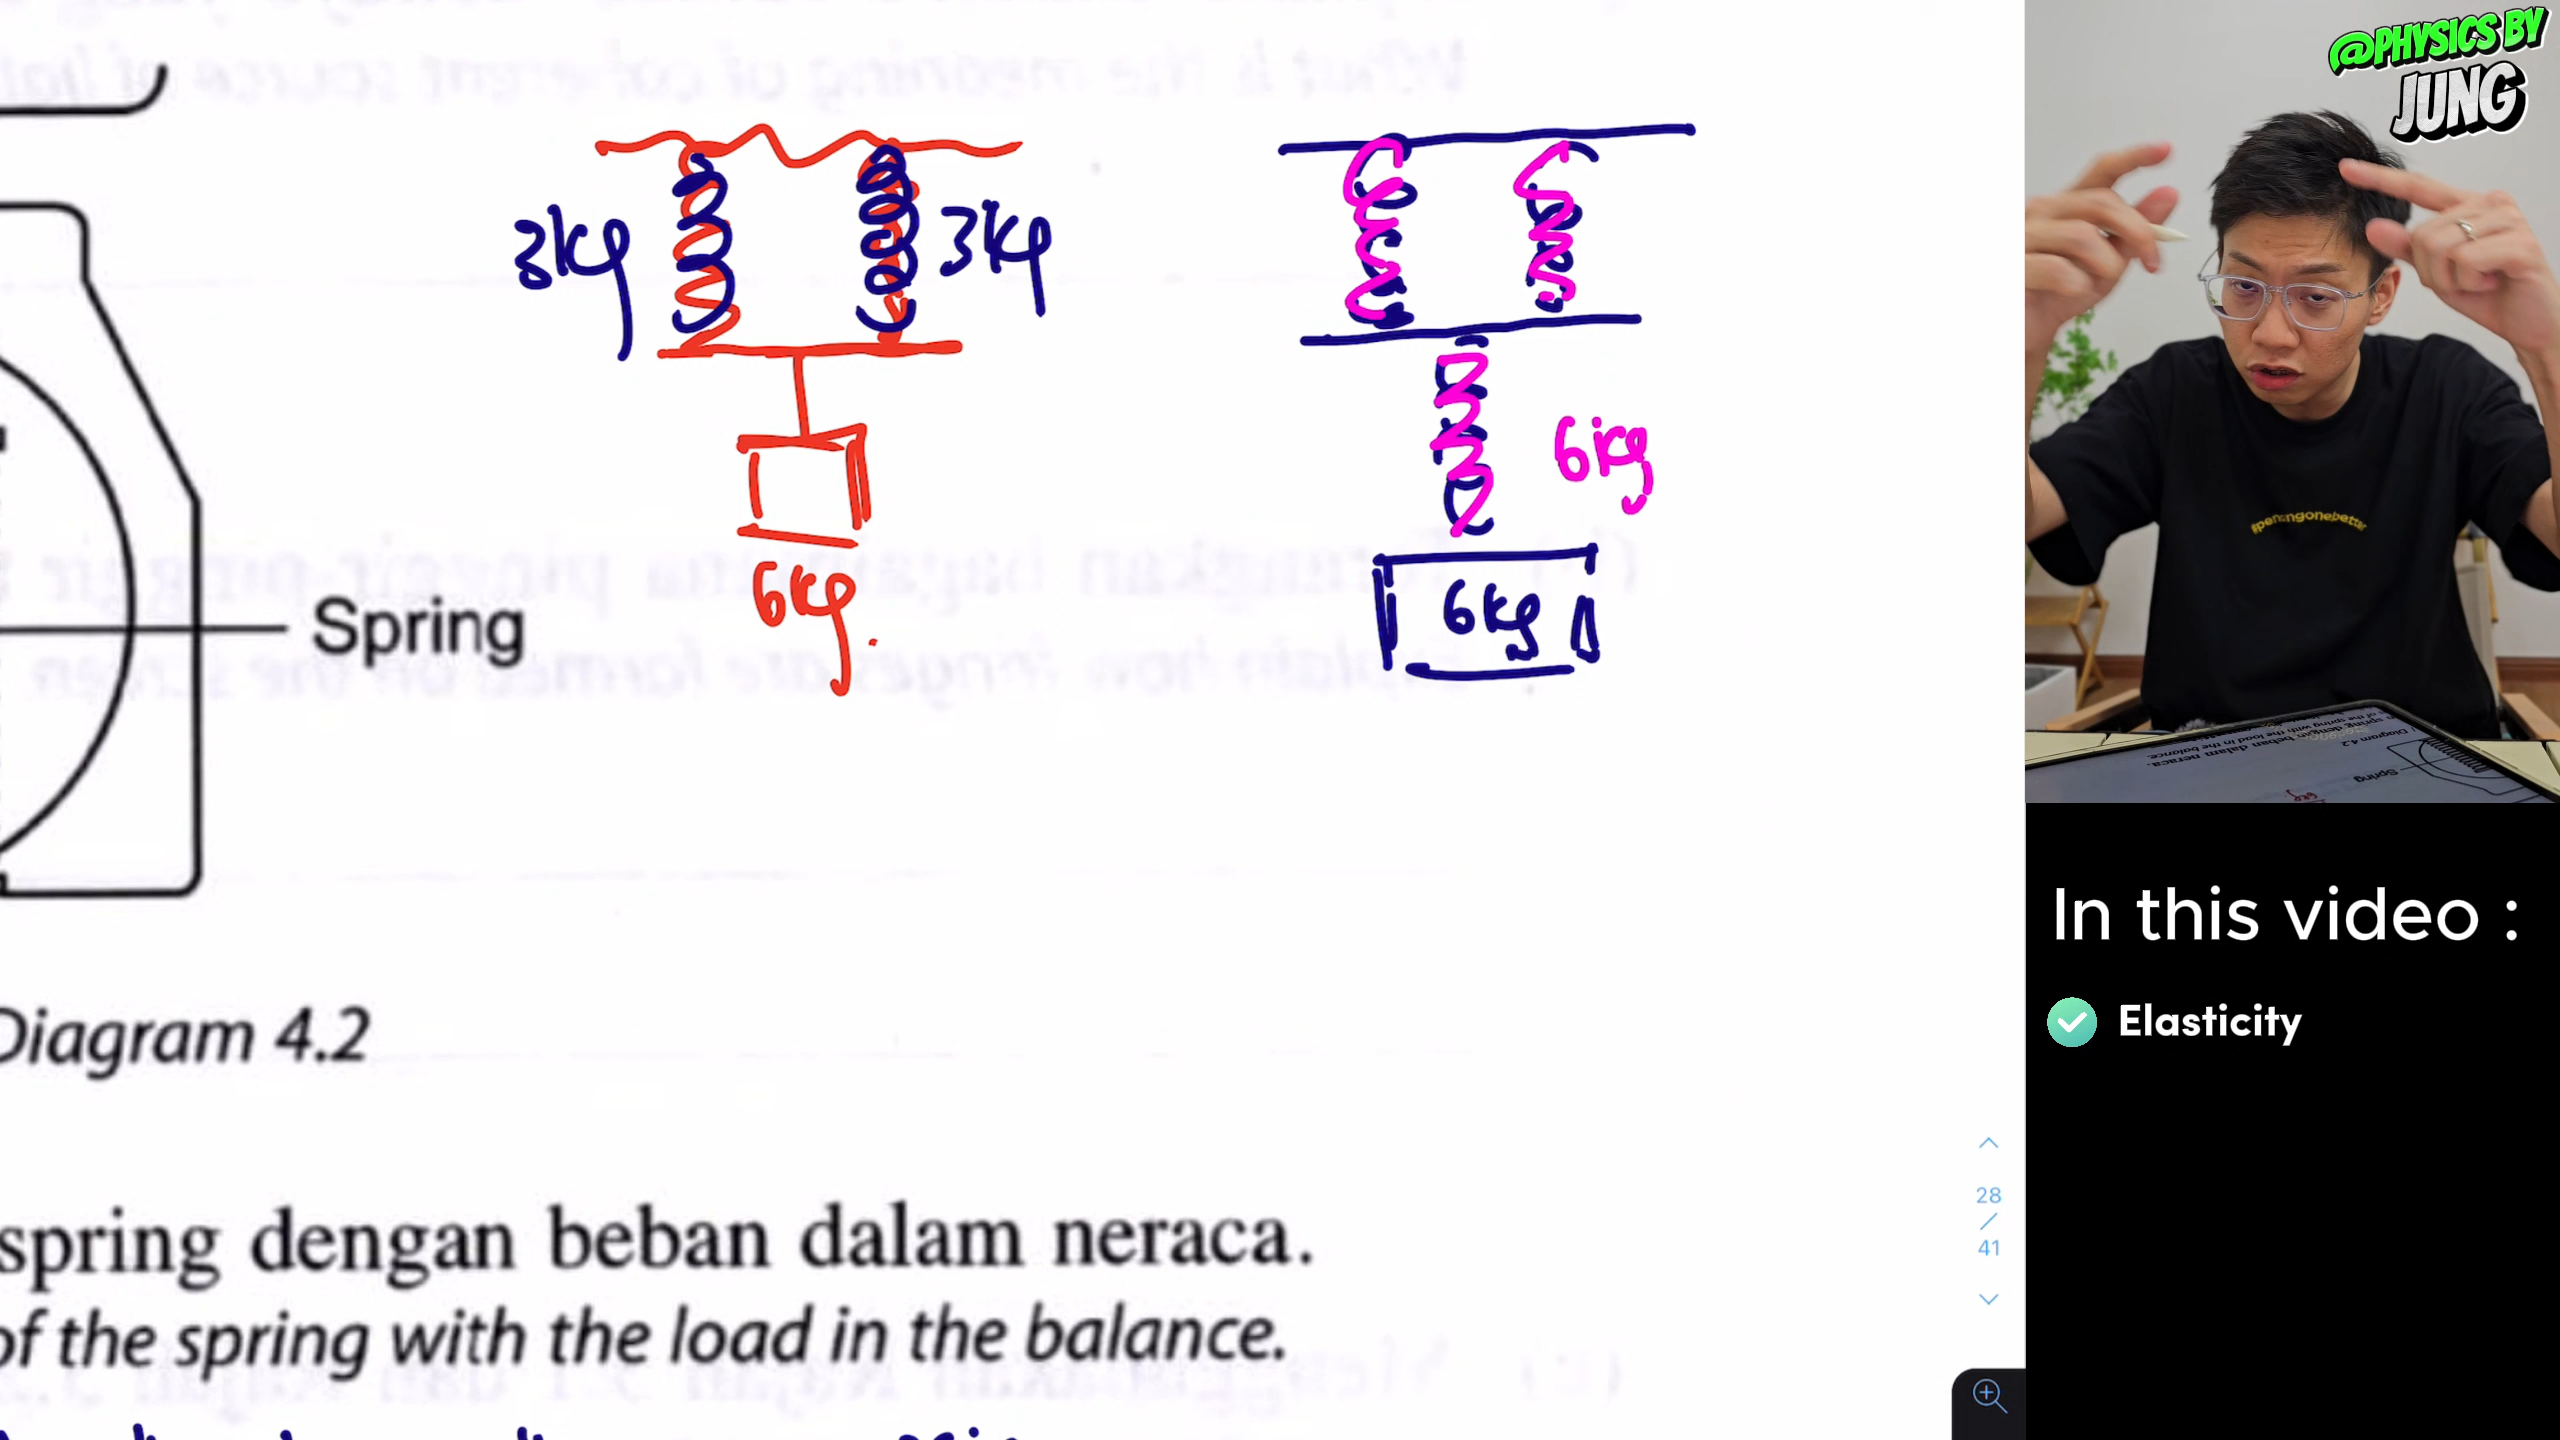 @PHYSICS BY
JUNG
3kg
3kg
6kg
6kg
6kg
Spring
#penangonebetter
In this video :
Elasticity
Diagram 4.2
28
/
41
spring dengan beban dalam neraca.
of the spring with the load in the balance.